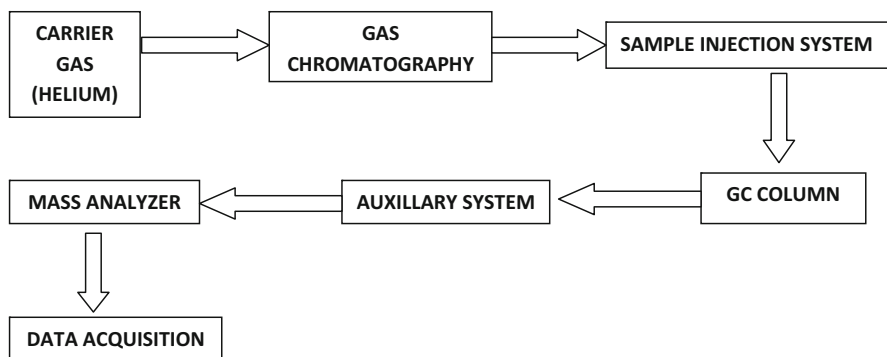 CARRIER
GAS
(HELIUM)
GAS
CHROMATOGRAPHY
SAMPLE INJECTION SYSTEM
GC COLUMN
AUXILLARY SYSTEM
MASS ANALYZER
DATA ACQUISITION